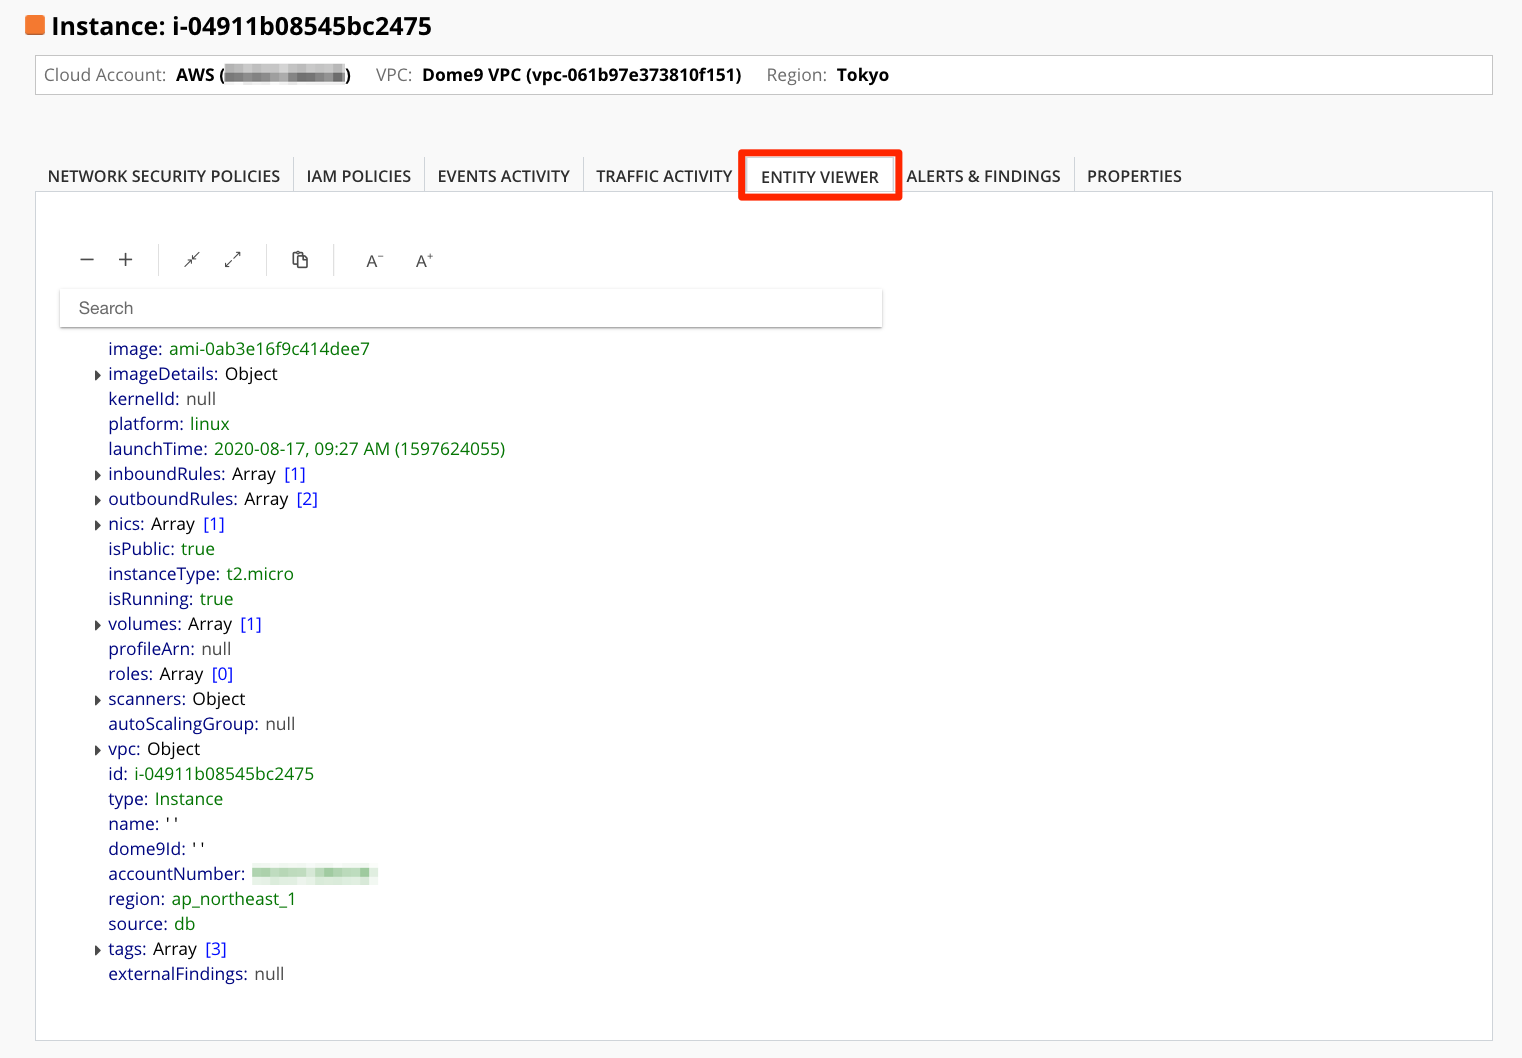 Instance: i-04911b08545bc2475
Cloud Account: AWS ( ) VPC: Dome9 VPC (vpc-061b97e373810f151) Region: Tokyo
NETWORK SECURITY POLICIES IAM POLICIES EVENTS ACTIVITY TRAFFIC ACTIVITY ENTITY VIEWER ALERTS & FINDINGS PROPERTIES
− + A− A+
Search
image: ami-0ab3e16f9c414dee7
imageDetails: Object
kernelId: null
platform: linux
launchTime: 2020-08-17, 09:27 AM (1597624055)
inboundRules: Array [1]
outboundRules: Array [2]
nics: Array [1]
isPublic: true
instanceType: t2.micro
isRunning: true
volumes: Array [1]
profileArn: null
roles: Array [0]
scanners: Object
autoScalingGroup: null
vpc: Object
id: i-04911b08545bc2475
type: Instance
name: ' '
dome9Id: ' '
accountNumber:
region: ap_northeast_1
source: db
tags: Array [3]
externalFindings: null